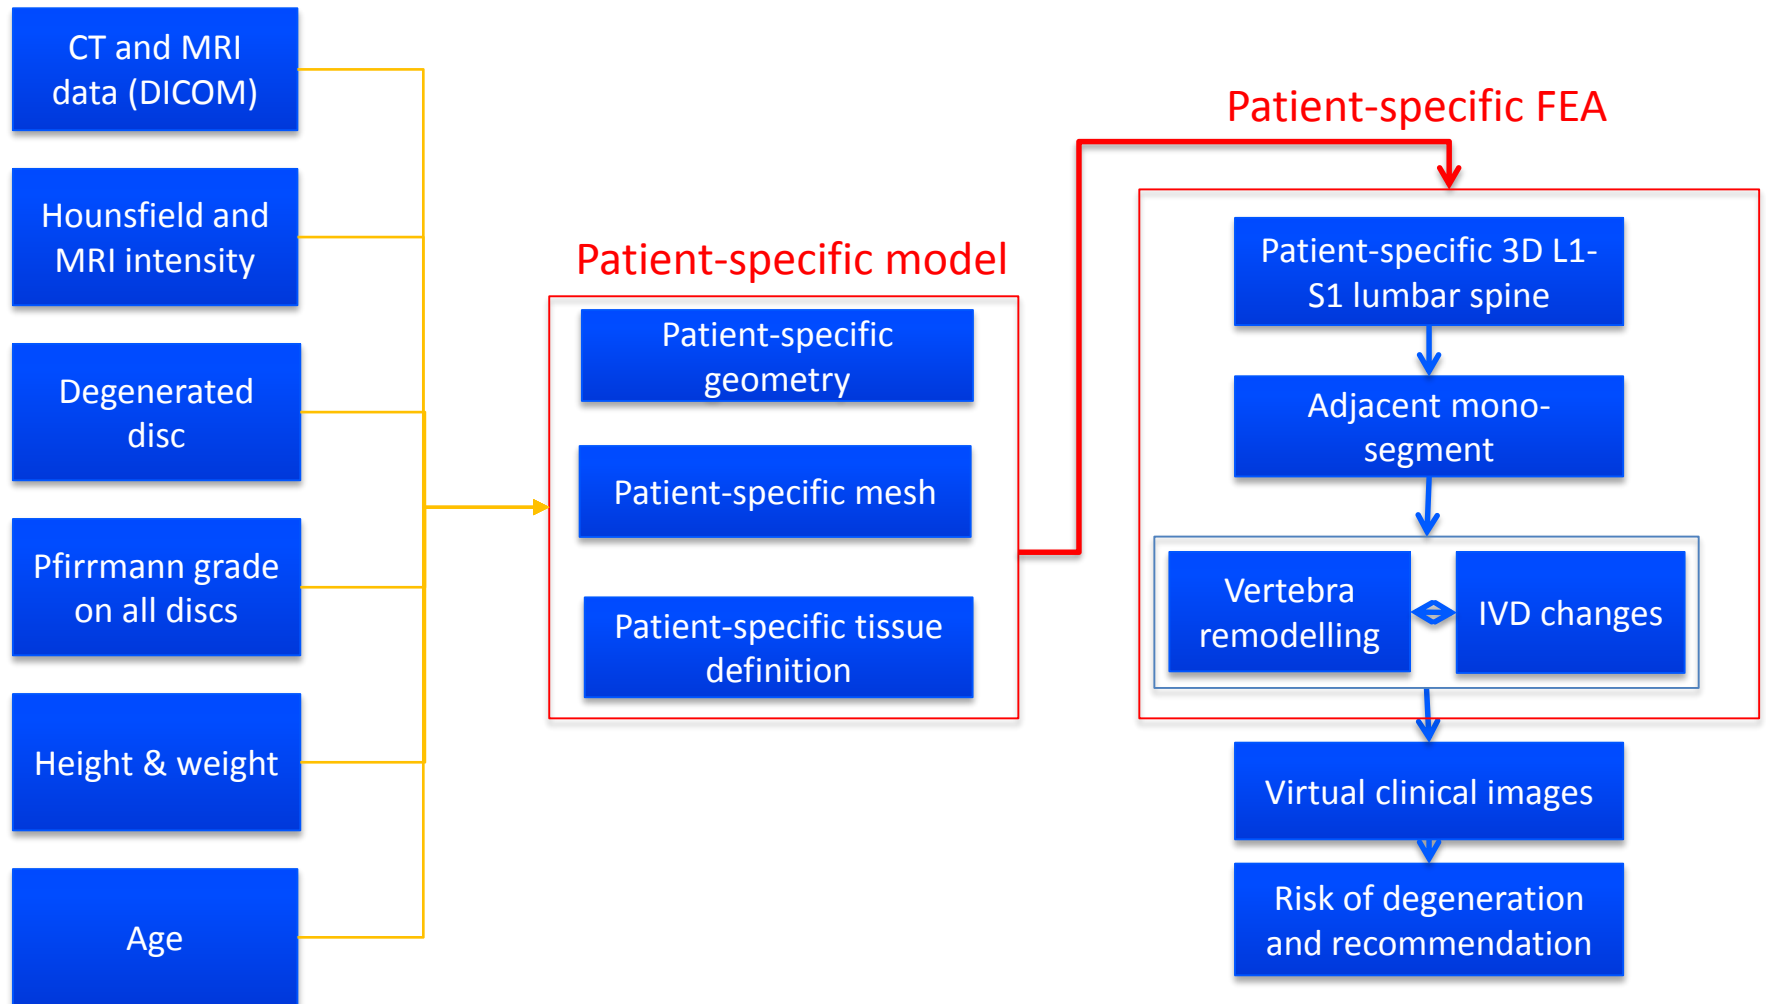 CT and MRI
data (DICOM)
Hounsfield and
MRI intensity
Degenerated
disc
Pfirrmann grade
on all discs
Height & weight
Age
Patient-specific model
Patient-specific
geometry
Patient-specific mesh
Patient-specific tissue
definition
Patient-specific FEA
Patient-specific 3D L1-
S1 lumbar spine
Adjacent mono-
segment
Vertebra
remodelling
IVD changes
Virtual clinical images
Risk of degeneration
and recommendation